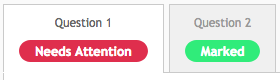 Question 1
Needs Attention
Question 2
Marked